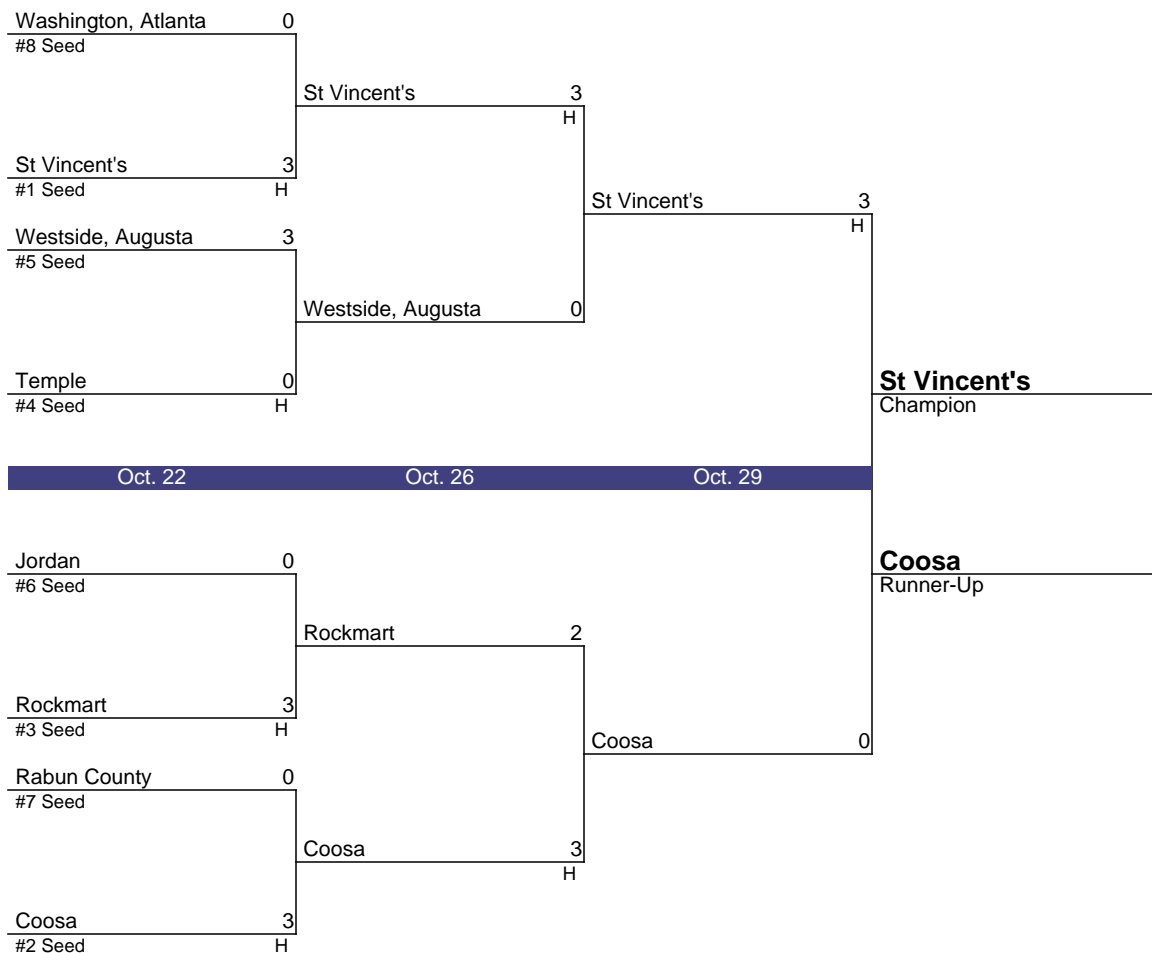 Washington, Atlanta 0
#8 Seed
St Vincent's 3
H
St Vincent's 3
#1 Seed H
St Vincent's 3
H
Westside, Augusta 3
#5 Seed
Westside, Augusta 0
Temple 0
#4 Seed H
St Vincent's
Champion
Oct. 22 Oct. 26 Oct. 29
Jordan 0
#6 Seed
Coosa
Runner-Up
Rockmart 2
Rockmart 3
#3 Seed H
Coosa 0
Rabun County 0
#7 Seed
Coosa 3
H
Coosa 3
#2 Seed H